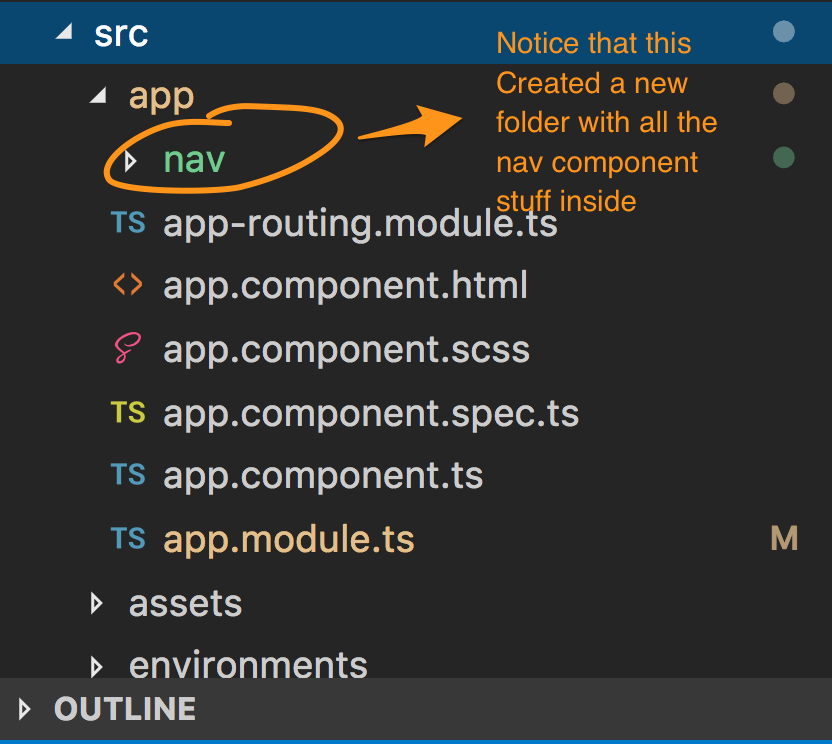 src
Notice that this
app
Created a new
folder with all the
nav
nav component
stuff inside
TS app-routing.module.ts
<> app.component.html
app.component.scss
TS app.component.spec.ts
TS app.component.ts
TS app.module.ts M
assets
environments
OUTLINE